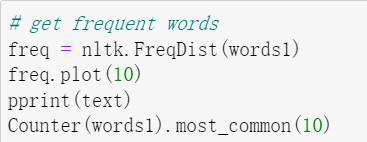 # get frequent words
freq = nltk.FreqDist(words1)
freq.plot(10)
pprint(text)
Counter(words1).most_common(10)